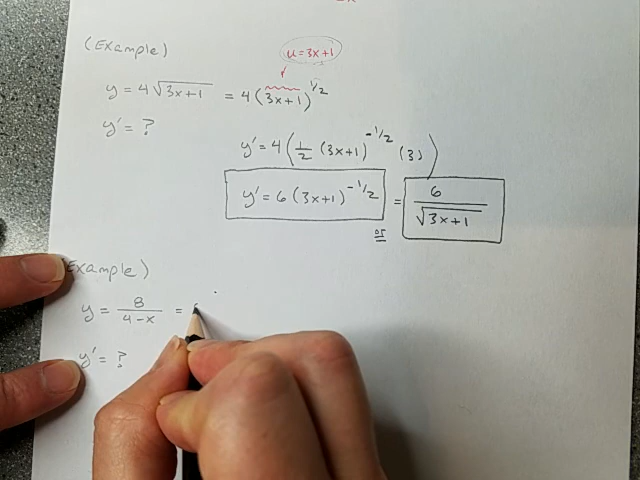 (Example)
u=3x+1
y = 4√3x+1 = 4(3x+1)^1/2
y' = ?
y' = 4(1/2 (3x+1)^-1/2 (3))
y' = 6(3x+1)^-1/2 = 6/√3x+1
or
Example)
y = 8/4-x =
y' = ?